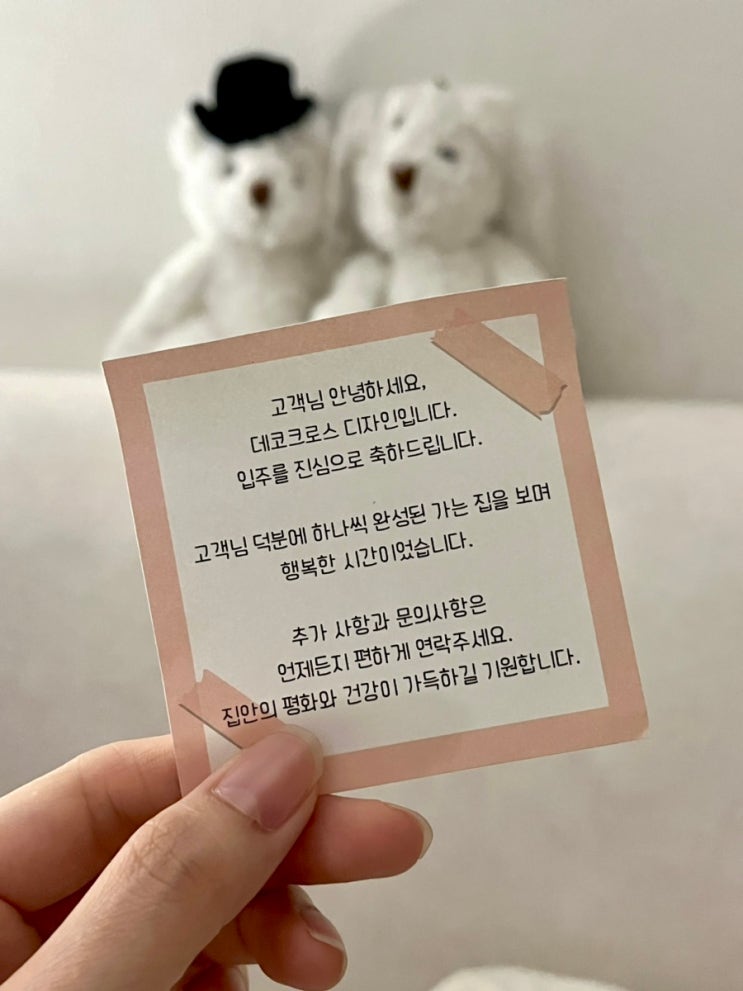 고객님 안녕하세요,
데코크로스 디자인입니다.
입주를 진심으로 축하드립니다.
고객님 덕분에 하나씩 완성된 가는 집을 보며
행복한 시간이었습니다.
추가 사항과 문의사항은
언제든지 편하게 연락주세요.
집안의 평화와 건강이 가득하길 기원합니다.